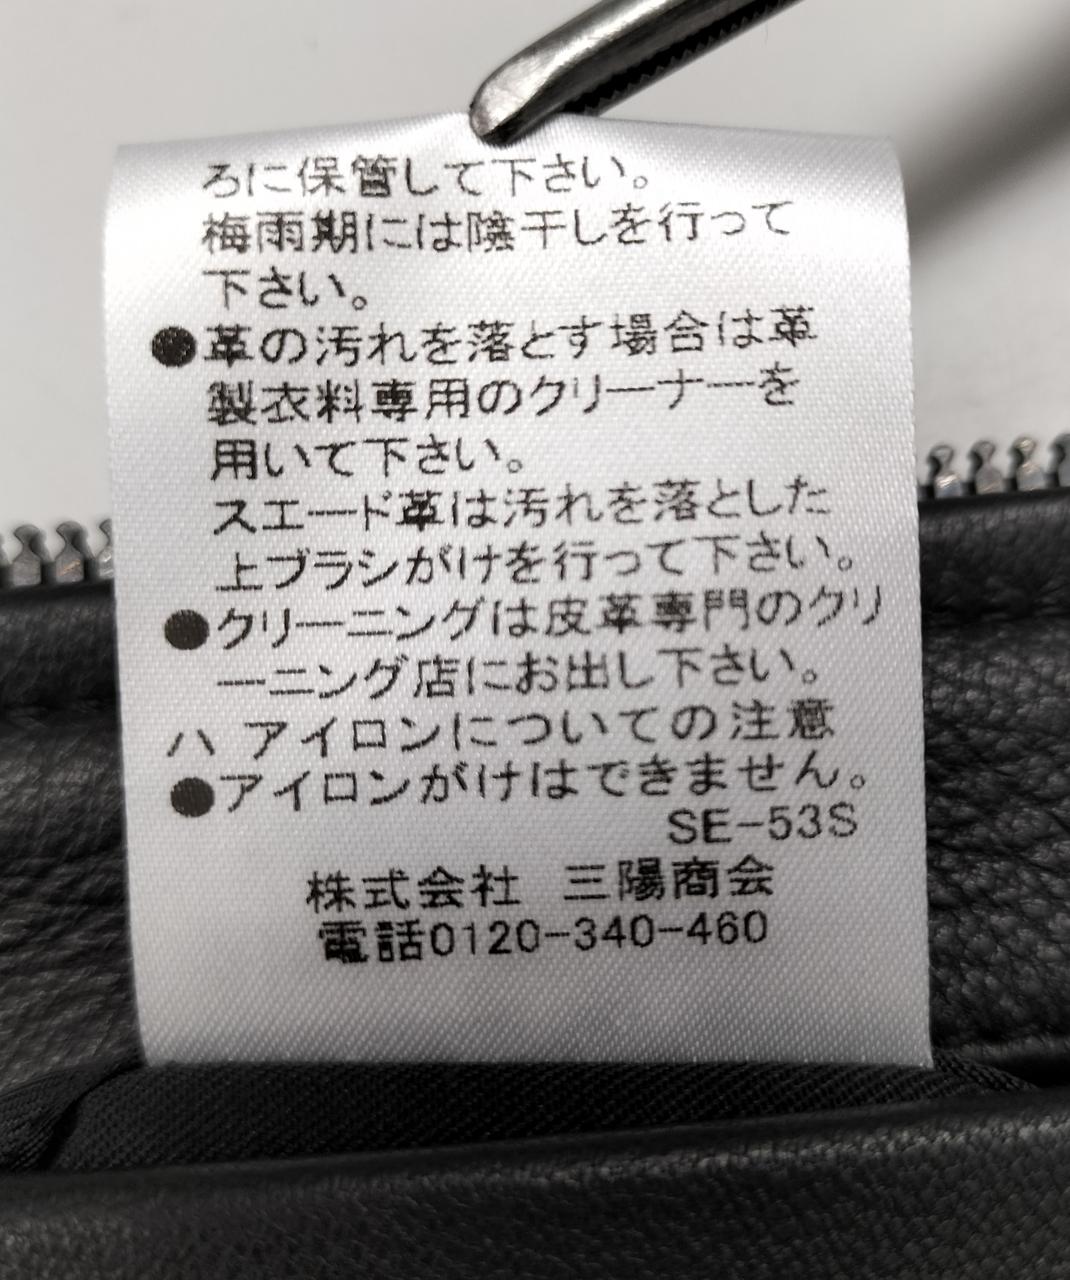 ろに保管して下さい。
梅雨期には陰干しを行って
下さい。
●革の汚れを落とす場合は革
製衣料専用のクリーナーを
用いて下さい。
スエード革は汚れを落とした
上ブラシがけを行って下さい。
●クリーニングは皮革専門のクリ
ーニング店にお出し下さい。
ハ アイロンについての注意
●アイロンがけはできません。
SE-53S
株式会社 三陽商会
電話0120-340-460